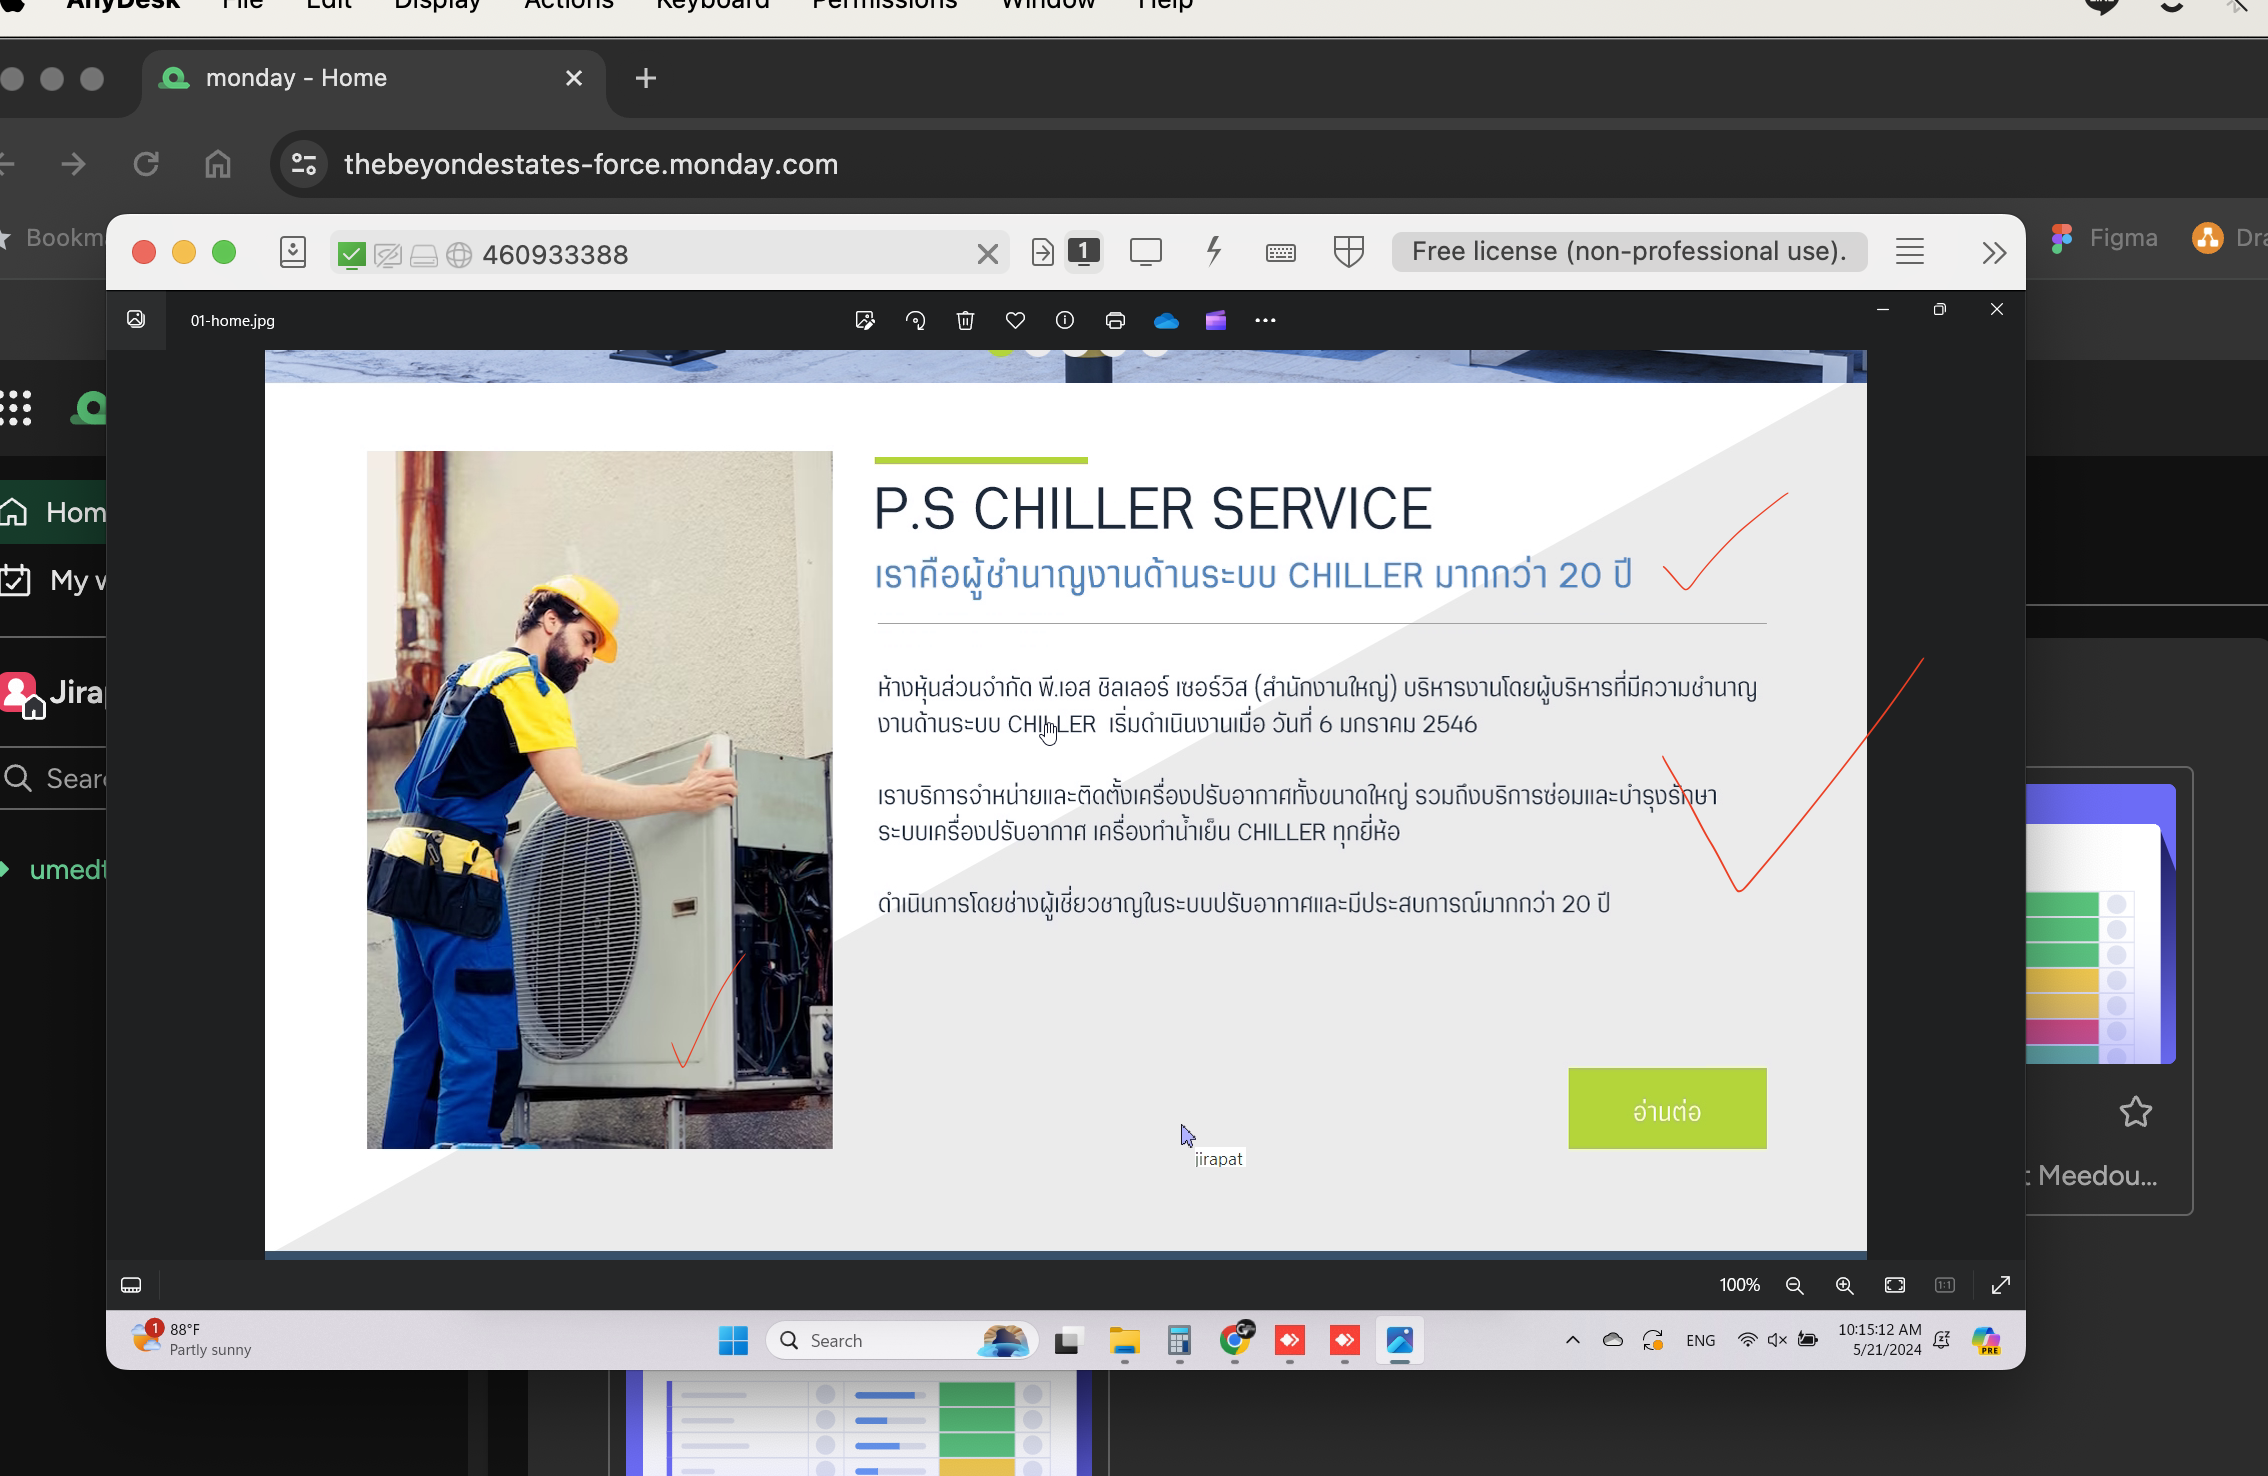 AnyDesk File Edit Display Actions Keyboard Permissions Window Help
monday - Home
thebeyondestates-force.monday.com
Figma
460933388
1
Free license (non-professional use).
01-home.jpg
P.S CHILLER SERVICE
เราคือผู้ชำนาญงานด้านระบบ CHILLER มากกว่า 20 ปี
ห้างหุ้นส่วนจำกัด พี.เอส ชิลเลอร์ เซอร์วิส (สำนักงานใหญ่) บริหารงานโดยผู้บริหารที่มีความชำนาญ
งานด้านระบบ CHILLER เริ่มดำเนินงานเมื่อ วันที่ 6 มกราคม 2546
เราบริการจำหน่ายและติดตั้งเครื่องปรับอากาศทั้งขนาดใหญ่ รวมถึงบริการซ่อมและบำรุงรักษา
ระบบเครื่องปรับอากาศ เครื่องทำน้ำเย็น CHILLER ทุกยี่ห้อ
ดำเนินการโดยช่างผู้เชี่ยวชาญในระบบปรับอากาศและมีประสบการณ์มากกว่า 20 ปี
อ่านต่อ
jirapat
Hom
My
Jira
Sear
umedt
Meedou...
100%
1:1
1
88°F
Partly sunny
Search
ENG
10:15:12 AM
5/21/2024
PRE